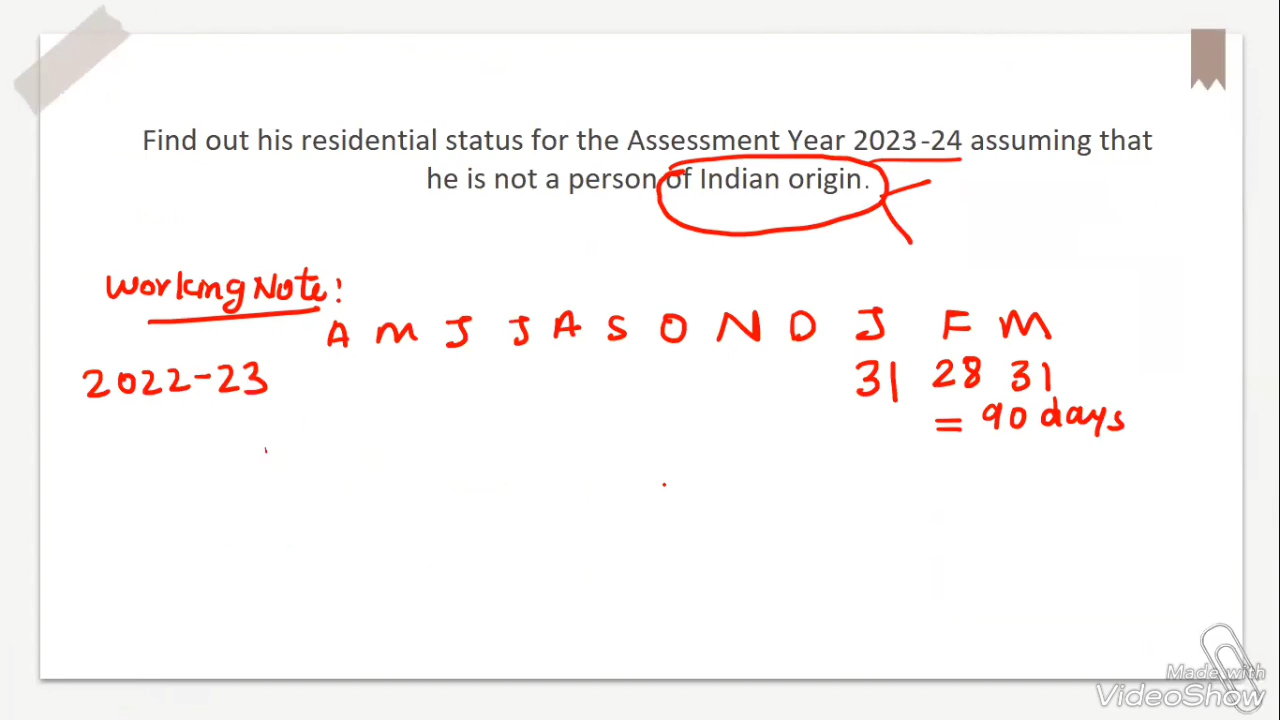 Find out his residential status for the Assessment Year 2023-24 assuming that
he is not a person of Indian origin.
Working Note:
A M J J A S O N D J F M
2022-23 31 28 31
= 90 days
Made with
VideoShow